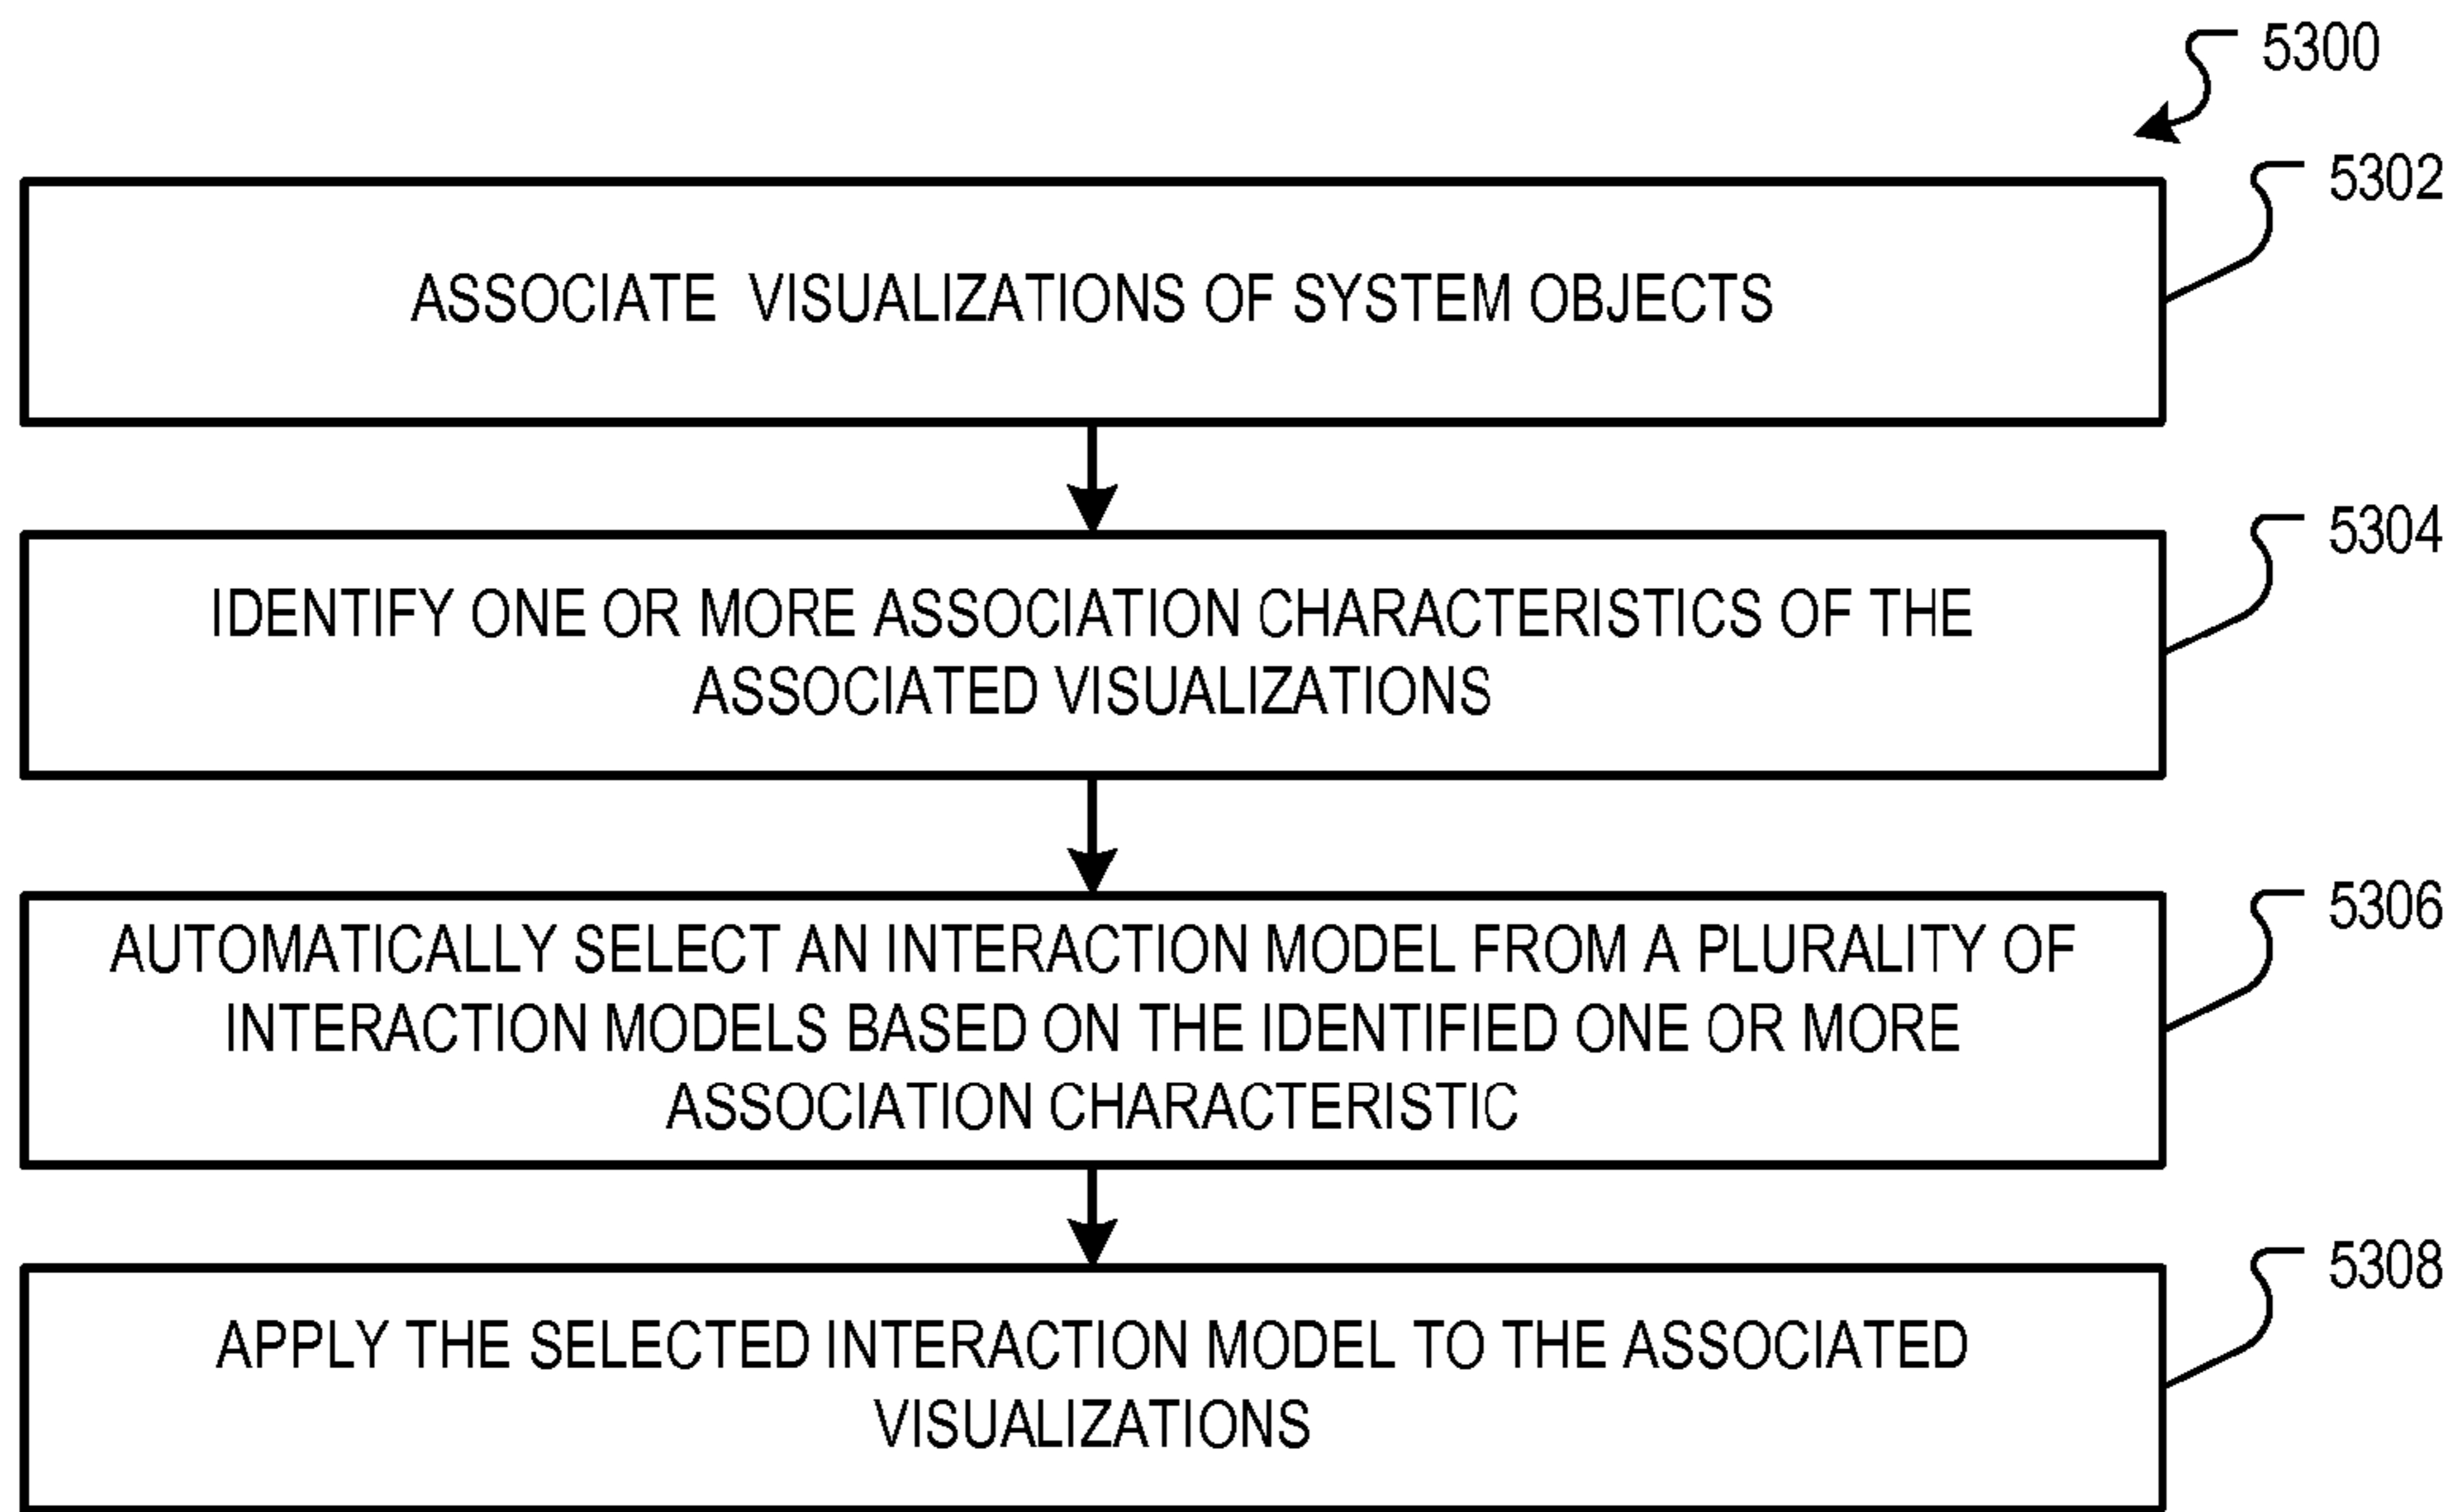 5300
5302
ASSOCIATE VISUALIZATIONS OF SYSTEM OBJECTS
5304
IDENTIFY ONE OR MORE ASSOCIATION CHARACTERISTICS OF THE
ASSOCIATED VISUALIZATIONS
5306
AUTOMATICALLY SELECT AN INTERACTION MODEL FROM A PLURALITY OF
INTERACTION MODELS BASED ON THE IDENTIFIED ONE OR MORE
ASSOCIATION CHARACTERISTIC
5308
APPLY THE SELECTED INTERACTION MODEL TO THE ASSOCIATED
VISUALIZATIONS